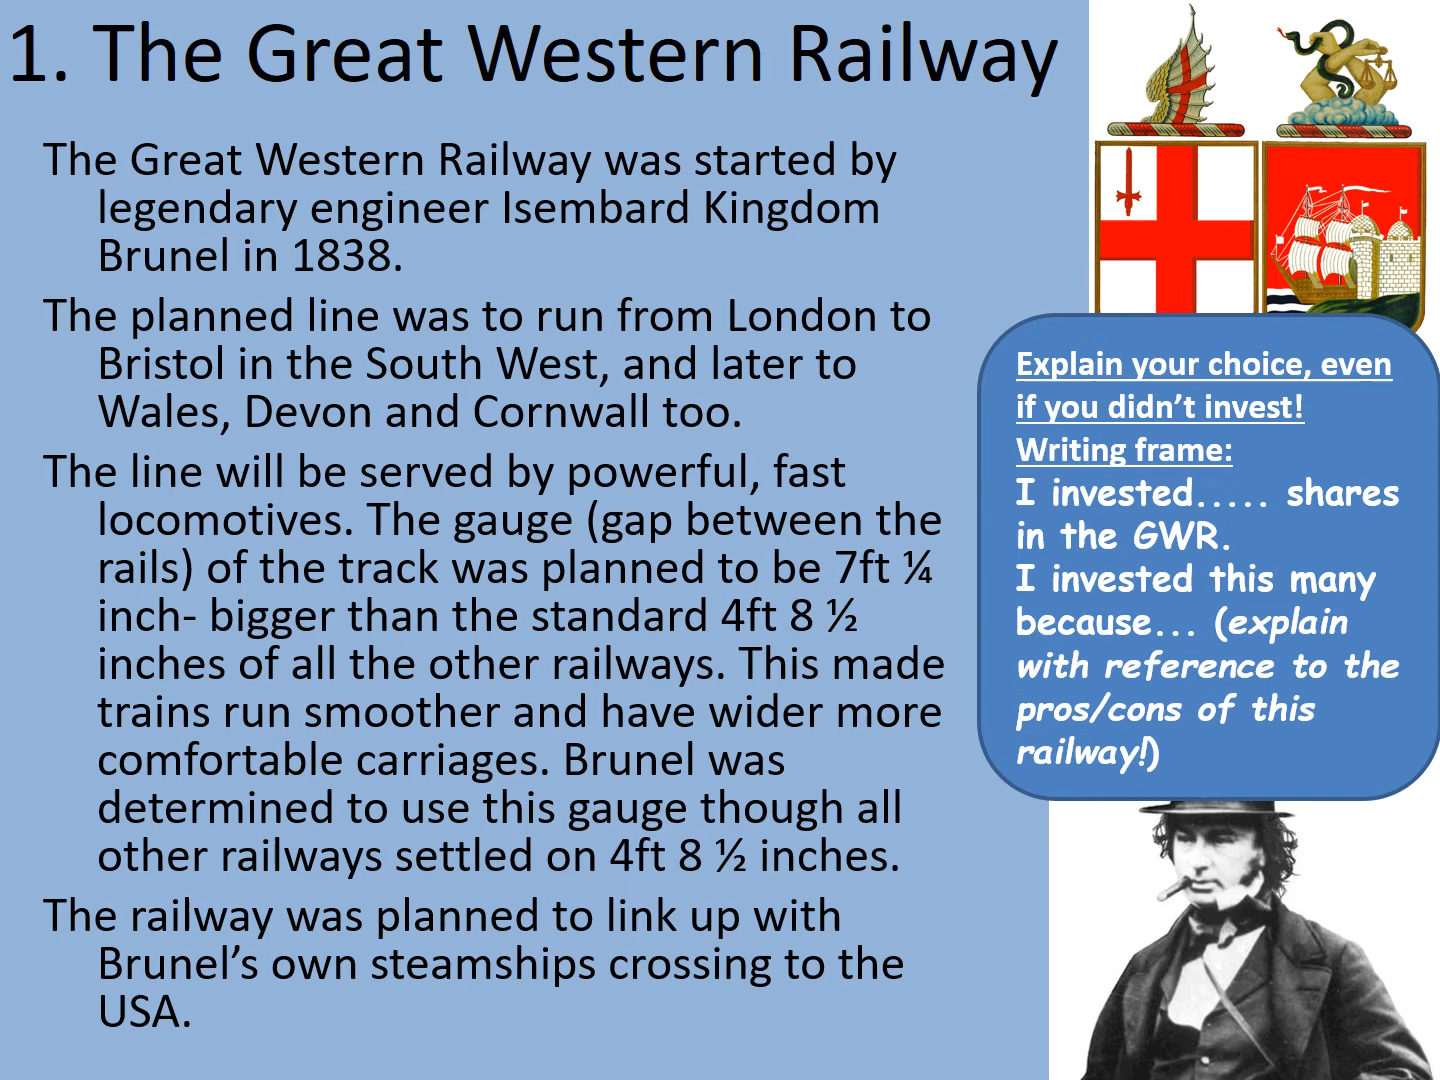 1. The Great Western Railway
The Great Western Railway was started by
legendary engineer Isembard Kingdom
Brunel in 1838.
The planned line was to run from London to
Bristol in the South West, and later to
Wales, Devon and Cornwall too.
The line will be served by powerful, fast
locomotives. The gauge (gap between the
rails) of the track was planned to be 7ft ¼
inch- bigger than the standard 4ft 8 ½
inches of all the other railways. This made
trains run smoother and have wider more
comfortable carriages. Brunel was
determined to use this gauge though all
other railways settled on 4ft 8 ½ inches.
The railway was planned to link up with
Brunel’s own steamships crossing to the
USA.
Explain your choice, even
if you didn’t invest!
Writing frame:
I invested..... shares
in the GWR.
I invested this many
because... (explain
with reference to the
pros/cons of this
railway!)